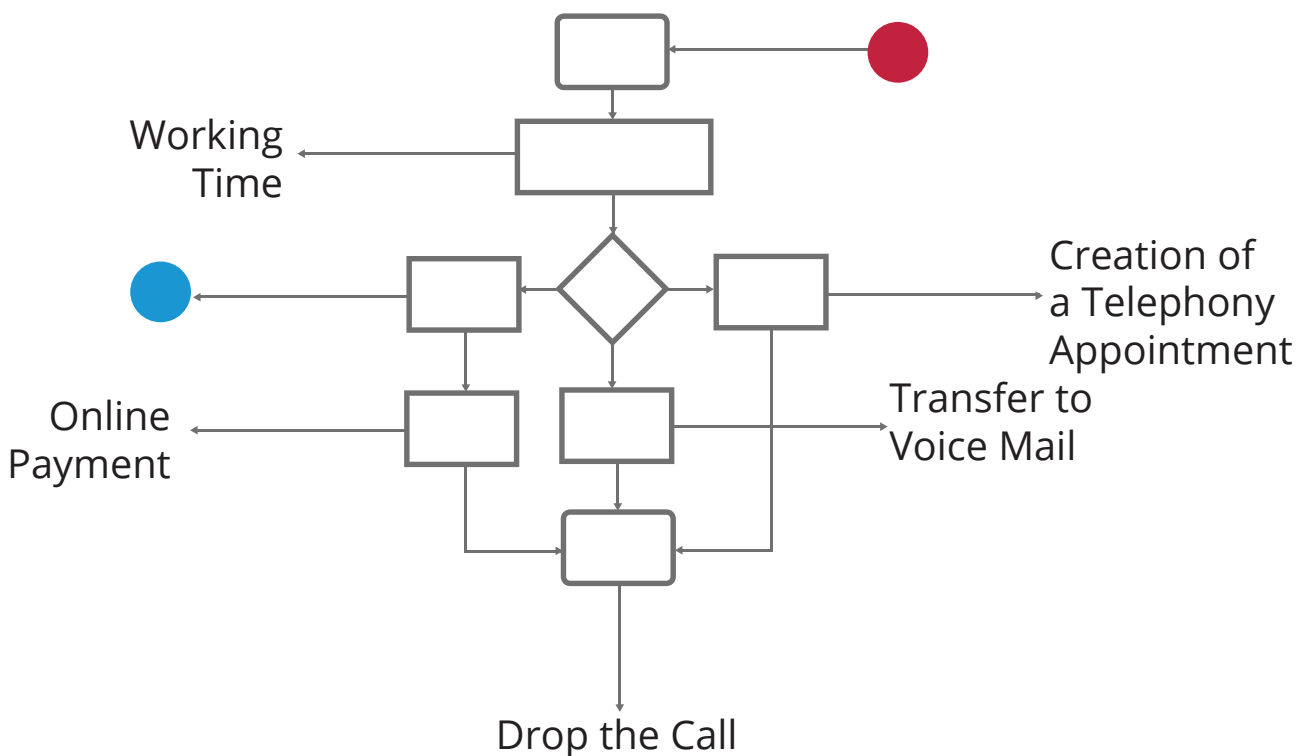 Working
Time
Creation of
a Telephony
Appointment
Online
Payment
Transfer to
Voice Mail
Drop the Call